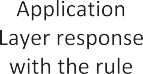 Application
Layer response
with the rule